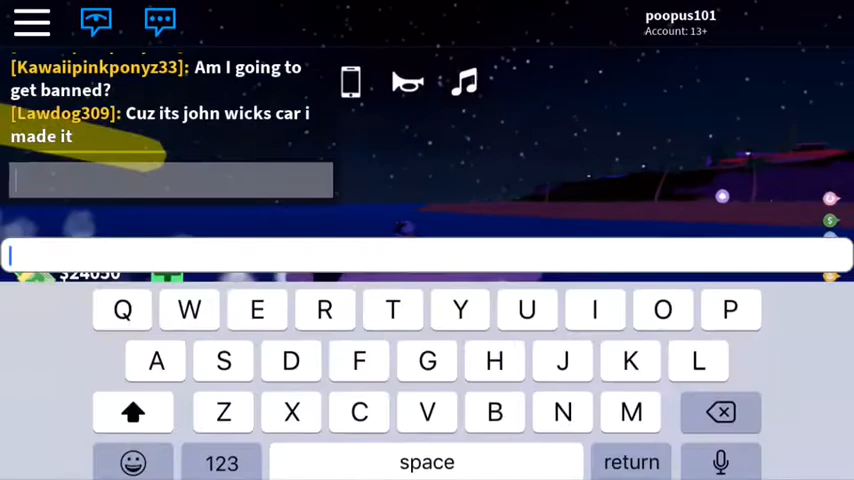 poopus101
Account: 13+
[Kawaiipinkponyz33]: Am I going to
get banned?
[Lawdog309]: Cuz its john wicks car i
made it
$24050
Q W E R T Y U I O P
A S D F G H J K L
Z X C V B N M
123 space return